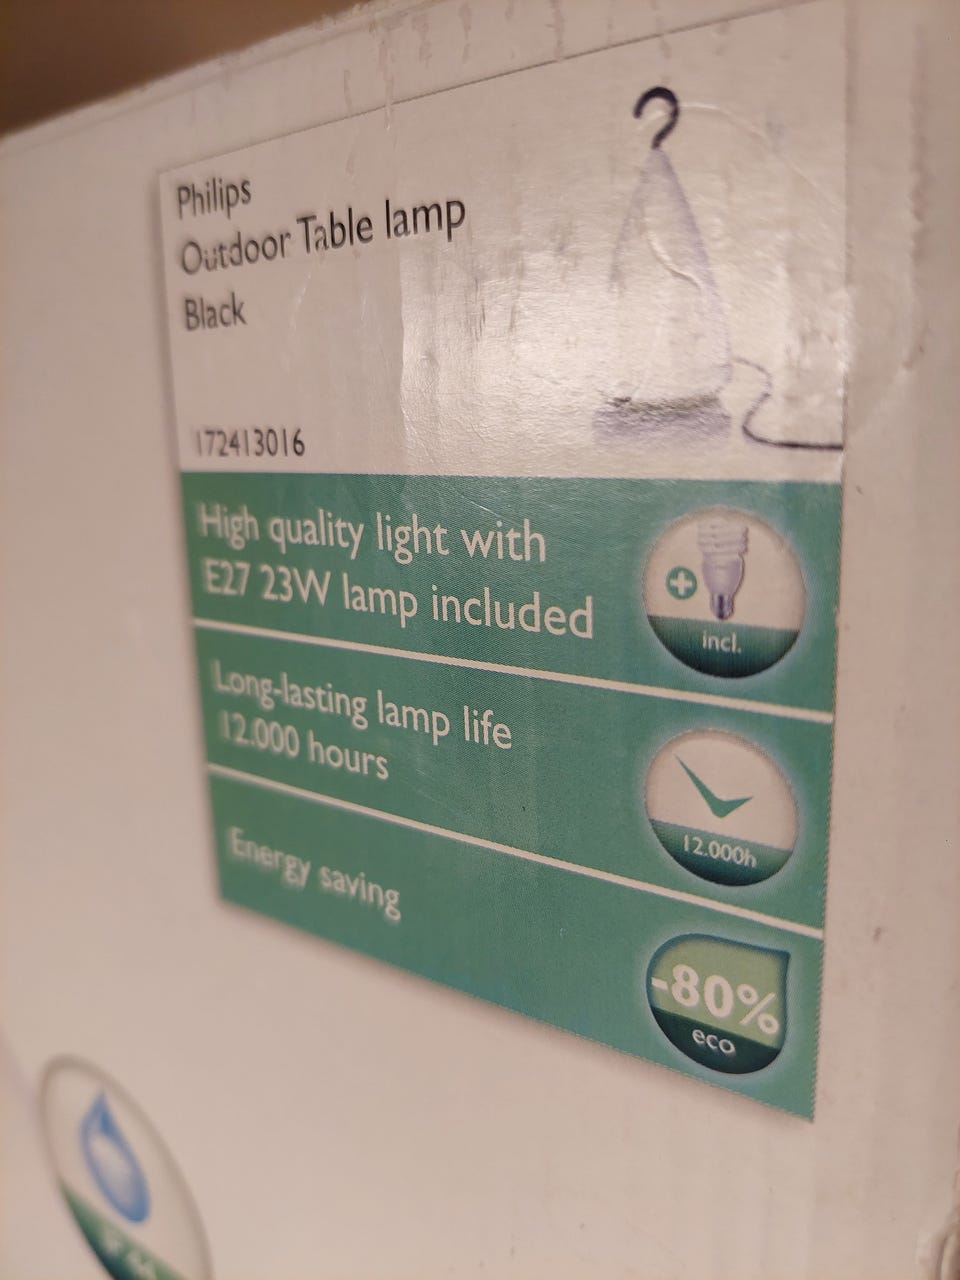 Philips
Outdoor Table lamp
Black
172413016
High quality light with
E27 23W lamp included
incl.
Long-lasting lamp life
12.000 hours
12.000h
Energy saving
-80%
eco